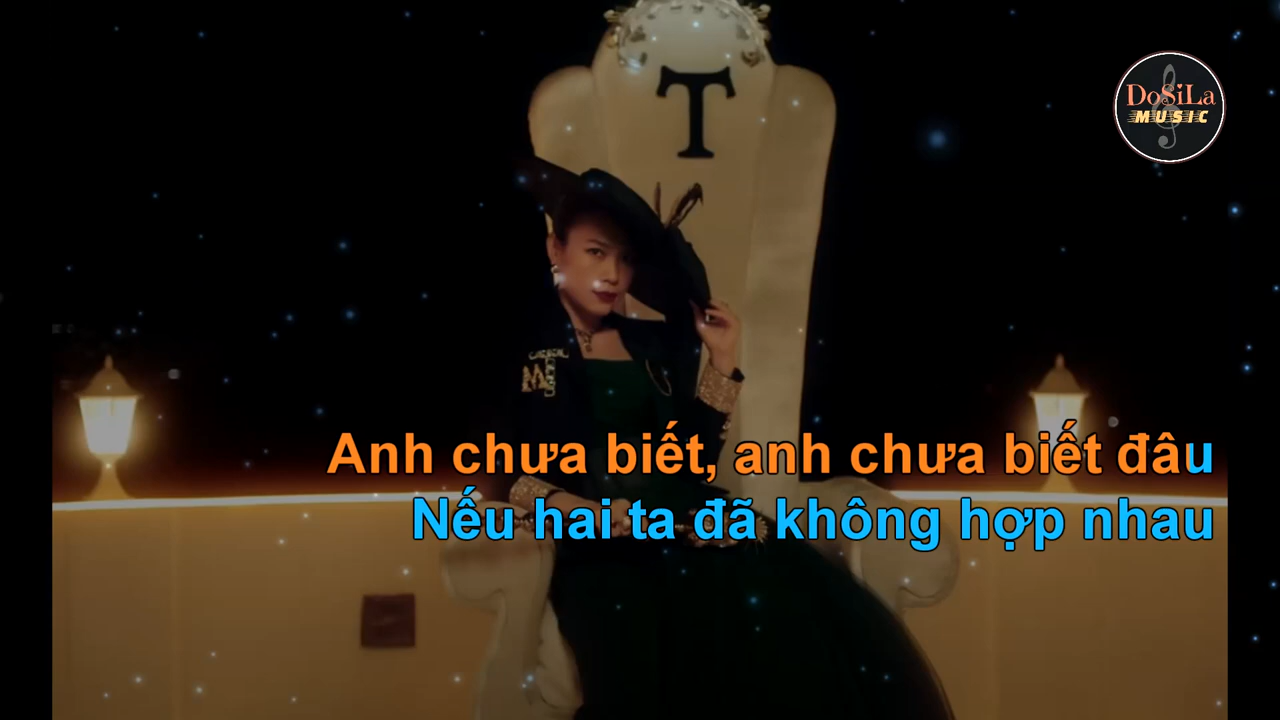 T
DoSiLa
MUSIC
Anh chưa biết, anh chưa biết đâu
Nếu hai ta đã không hợp nhau